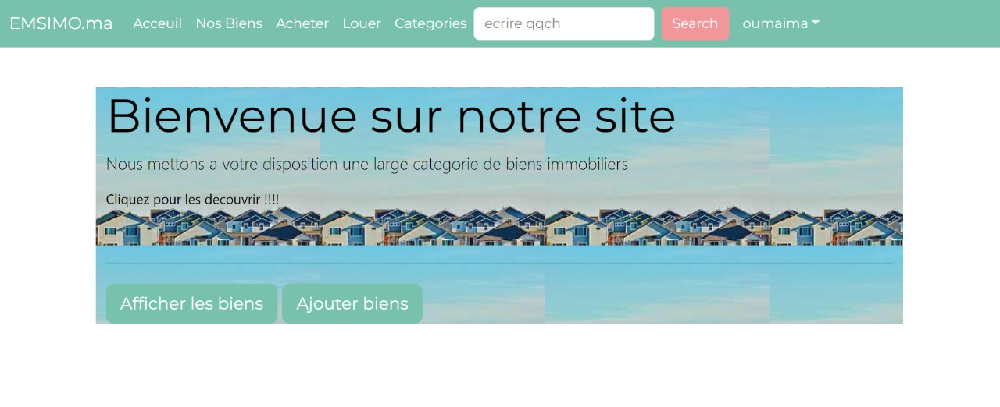 EMSIMO.ma Acceuil Nos Biens Acheter Louer Categories ecrire qqch Search oumaima
Bienvenue sur notre site
Nous mettons a votre disposition une large categorie de biens immobiliers
Cliquez pour les decouvrir !!!!
Afficher les biens Ajouter biens